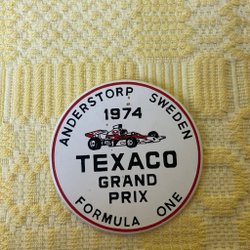 ANDERSTORP SWEDEN
1974
TEXACO
GRAND
PRIX
FORMULA ONE